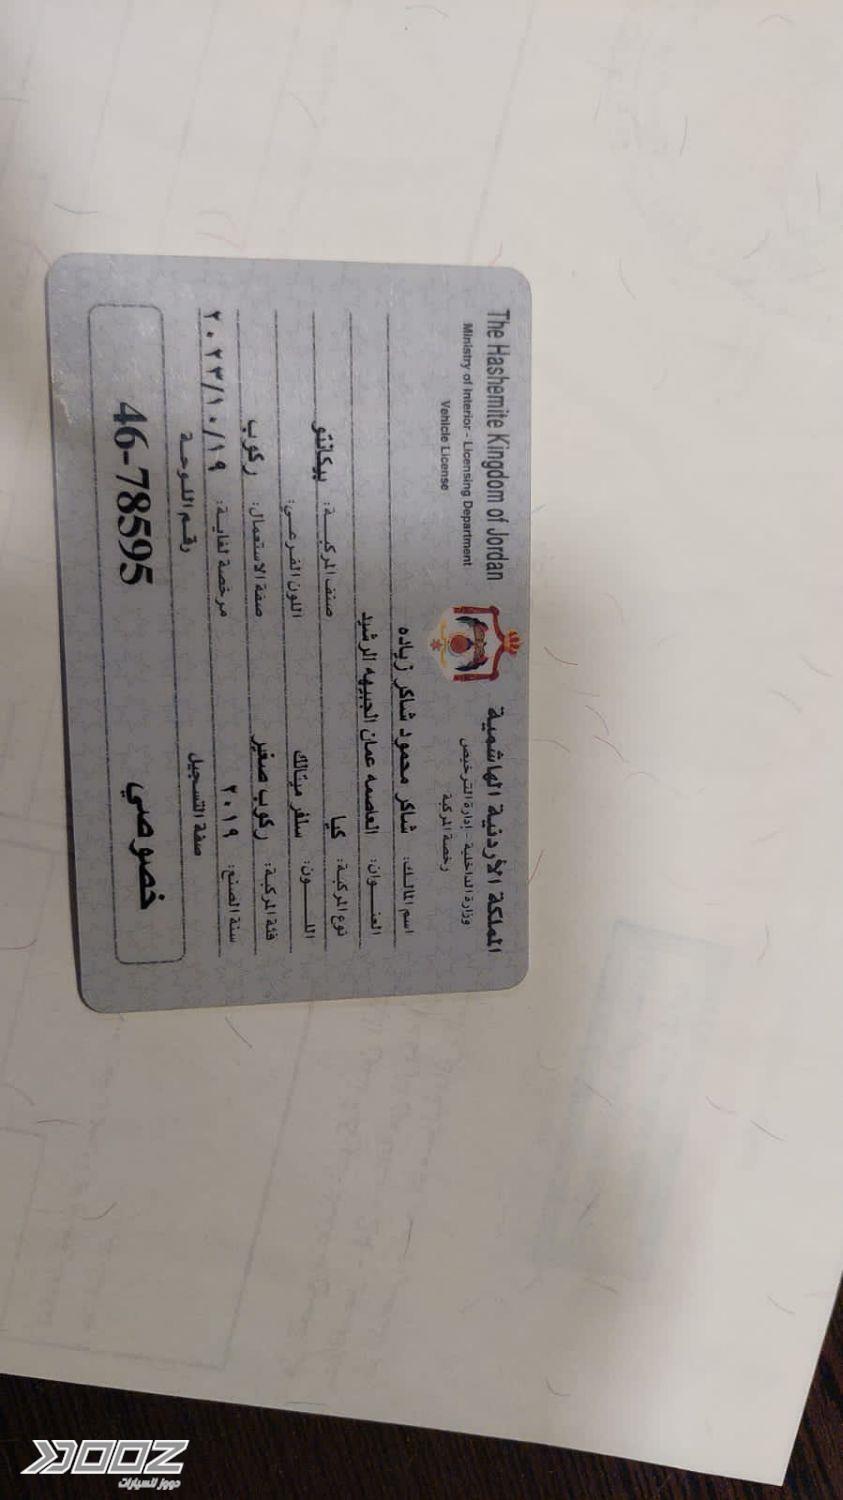 The Hashemite Kingdom of Jordan
Ministry of Interior - Licensing Department
Vehicle License
المملكة الأردنية الهاشمية
وزارة الداخلية - إدارة الترخيص
رخصة المركبة
اسم المالك: شاكر محمود شاكر زياده
العنوان: العاصمه عمان الجبيهه الرشيد
نوع المركبة: كيا صنف المركبة: بيكانتو
اللون: سلفر ميتالك اللون الفرعي:
فئة المركبة: ركوب صغير صفة الاستعمال: ركوب
سنة الصنع: ٢٠١٩ مرخصة لغاية: ٢٠٢٣/١٠/١٩
صفة التسجيل رقم اللوحة
خصوصي 46-78595
DOOZ
دووز للسيارات